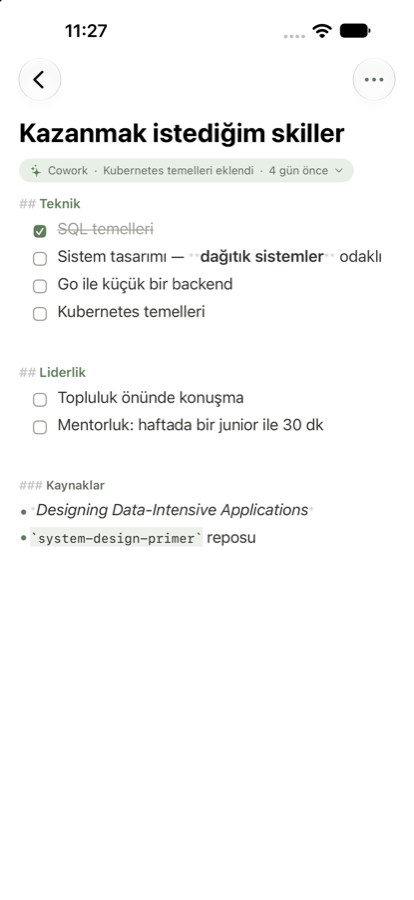 11:27
Kazanmak istediğim skiller
Cowork · Kubernetes temelleri eklendi · 4 gün önce
## Teknik
SQL temelleri
Sistem tasarımı — **dağıtık sistemler** odaklı
Go ile küçük bir backend
Kubernetes temelleri
## Liderlik
Topluluk önünde konuşma
Mentorluk: haftada bir junior ile 30 dk
### Kaynaklar
• *Designing Data-Intensive Applications*
• `system-design-primer` reposu